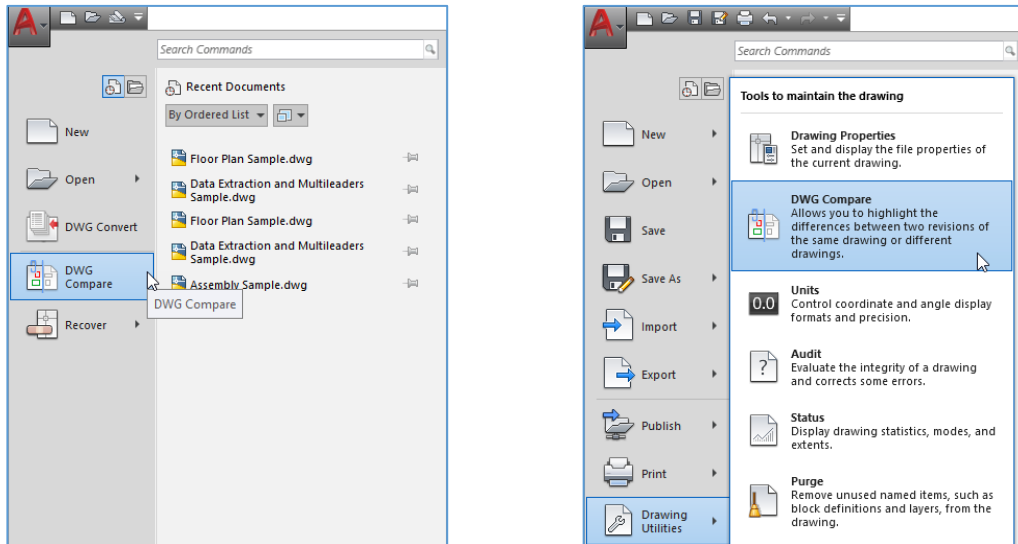 Search Commands
Recent Documents
By Ordered List
New
Open
DWG Convert
DWG
Compare
Recover
Floor Plan Sample.dwg
Data Extraction and Multileaders
Sample.dwg
Floor Plan Sample.dwg
Data Extraction and Multileaders
Sample.dwg
Assembly Sample.dwg
DWG Compare
Search Commands
New
Open
Save
Save As
Import
Export
Publish
Print
Drawing
Utilities
Tools to maintain the drawing
Drawing Properties
Set and display the file properties of
the current drawing.
DWG Compare
Allows you to highlight the
differences between two revisions of
the same drawing or different
drawings.
0.0
Units
Control coordinate and angle display
formats and precision.
Audit
Evaluate the integrity of a drawing
and corrects some errors.
Status
Display drawing statistics, modes, and
extents.
Purge
Remove unused named items, such as
block definitions and layers, from the
drawing.